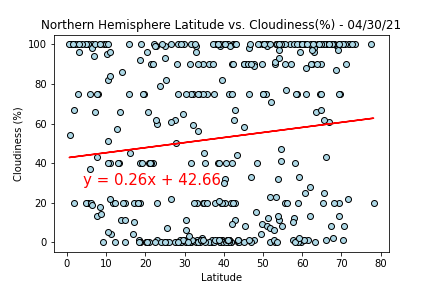 Northern Hemisphere Latitude vs. Cloudiness(%) - 04/30/21
100
80
60
40
20
0
Cloudiness (%)
y = 0.26x + 42.66
0 10 20 30 40 50 60 70 80
Latitude